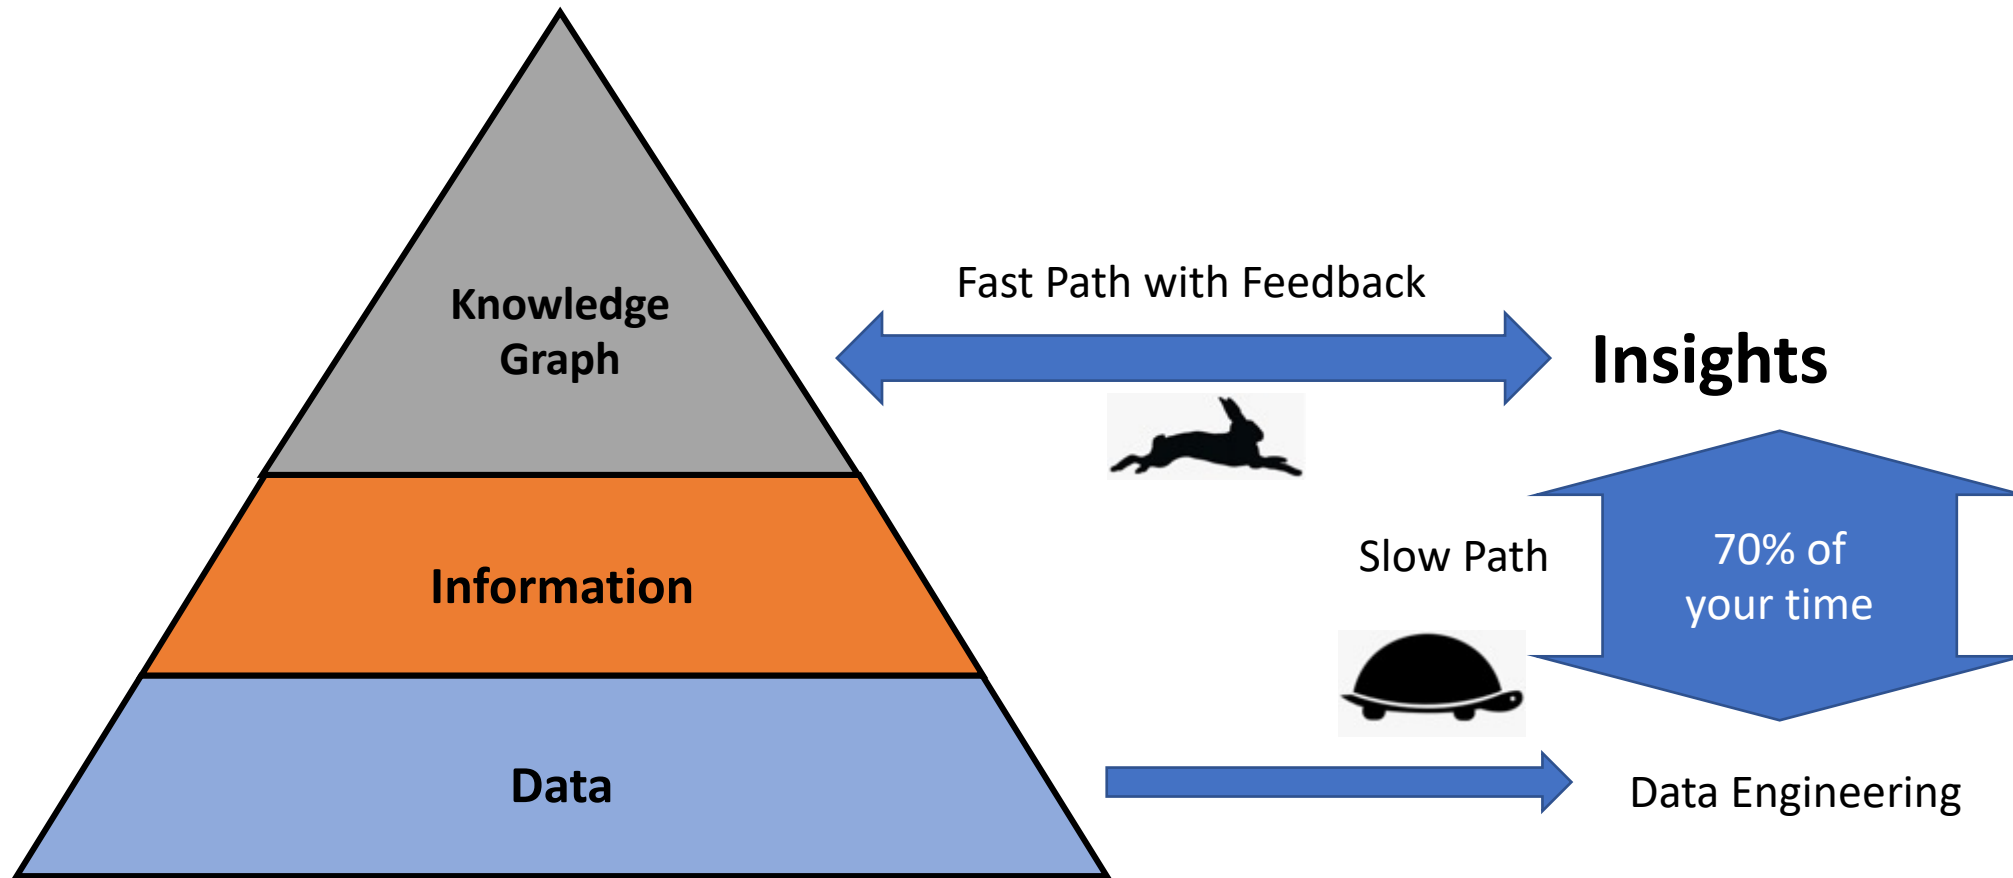 Knowledge
Graph
Fast Path with Feedback
Insights
Information
Slow Path
70% of
your time
Data
Data Engineering